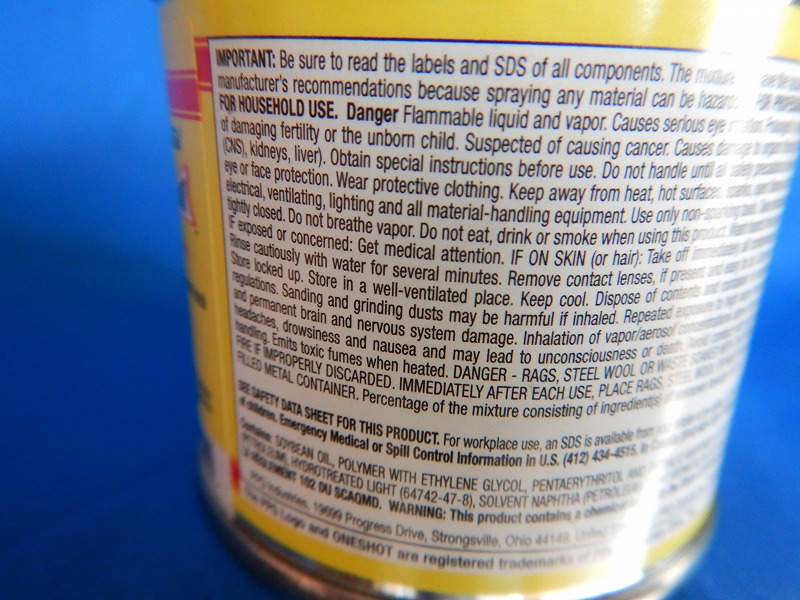 IMPORTANT: Be sure to read the labels and SDS of all components. The mixture
manufacturer's recommendations because spraying any material can be
FOR HOUSEHOLD USE. Danger Flammable liquid and vapor. Causes serious eye
of damaging fertility or the unborn child. Suspected of causing cancer. Causes
(CNS), kidneys, liver). Obtain special instructions before use. Do not handle until all
eye or face protection. Wear protective clothing. Keep away from heat, hot surfaces,
electrical, ventilating, lighting and all material-handling equipment. Use only non-sparking
tightly closed. Do not breathe vapor. Do not eat, drink or smoke when using this product.
IF exposed or concerned: Get medical attention. IF ON SKIN (or hair): Take off immediately
Rinse cautiously with water for several minutes. Remove contact lenses, if present and
Store locked up. Store in a well-ventilated place. Keep cool. Dispose of contents and
regulations. Sanding and grinding dusts may be harmful if inhaled. Repeated
and permanent brain and nervous system damage. Inhalation of vapor/aerosol
headaches, drowsiness and nausea and may lead to unconsciousness or death.
handling. Emits toxic fumes when heated. DANGER - RAGS, STEEL WOOL OR
FIRE IF IMPROPERLY DISCARDED. IMMEDIATELY AFTER EACH USE, PLACE RAGS,
FILLED METAL CONTAINER. Percentage of the mixture consisting of ingredient(s)
SEE SAFETY DATA SHEET FOR THIS PRODUCT. For workplace use, an SDS is available from
of children. Emergency Medical or Spill Control Information in U.S. (412) 434-4515. In
Contains: SOYBEAN OIL, POLYMER WITH ETHYLENE GLYCOL, PENTAERYTHRITOL AND
PETROLEUM), HYDROTREATED LIGHT (64742-47-8), SOLVENT NAPHTHA
LA REGLEMENT 102 DU SCAQMD. WARNING: This product contains a chemical
PPG Industries, 19699 Progress Drive, Strongsville, Ohio 44149, United
The PPG Logo and ONESHOT are registered trademarks of